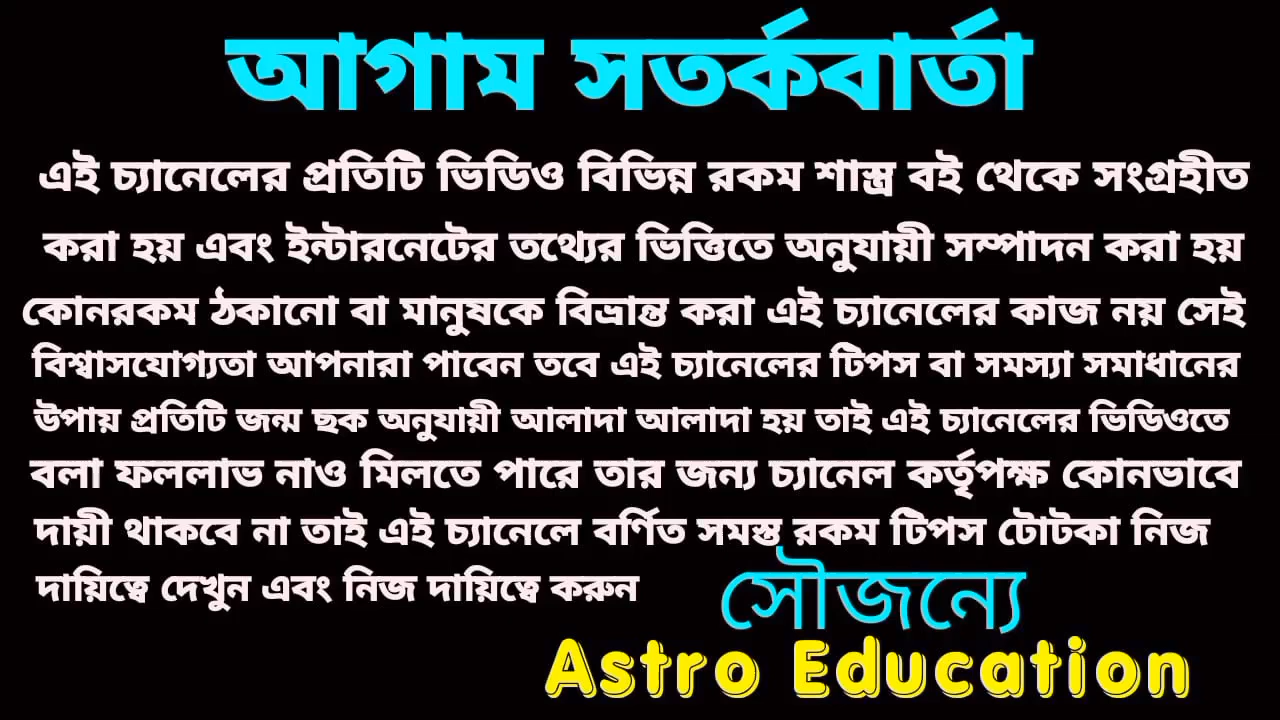 আগাম সতর্কবার্তা
এই চ্যানেলের প্রতিটি ভিডিও বিভিন্ন রকম শাস্ত্র বই থেকে সংগ্রহীত
করা হয় এবং ইন্টারনেটের তথ্যের ভিত্তিতে অনুযায়ী সম্পাদন করা হয়
কোনরকম ঠকানো বা মানুষকে বিভ্রান্ত করা এই চ্যানেলের কাজ নয় সেই
বিশ্বাসযোগ্যতা আপনারা পাবেন তবে এই চ্যানেলের টিপস বা সমস্যা সমাধানের
উপায় প্রতিটি জন্ম ছক অনুযায়ী আলাদা আলাদা হয় তাই এই চ্যানেলের ভিডিওতে
বলা ফললাভ নাও মিলতে পারে তার জন্য চ্যানেল কর্তৃপক্ষ কোনভাবে
দায়ী থাকবে না তাই এই চ্যানেলে বর্ণিত সমস্ত রকম টিপস টোটকা নিজ
দায়িত্বে দেখুন এবং নিজ দায়িত্বে করুন
সৌজন্যে
Astro Education